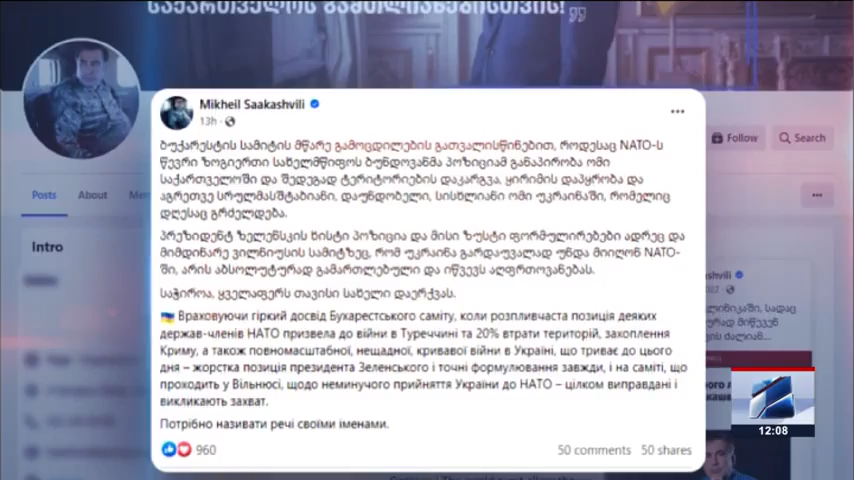 საქართველოს გამთლიანებისთვის!
Mikheil Saakashvili
13h
ბუქარესტის სამიტის მწარე გამოცდილების გათვალისწინებით, როდესაც NATO-ს
წევრი ზოგიერთი სახელმწიფოს ბუნდოვანმა პოზიციამ განაპირობა ომი
საქართველოში და შედეგად ტერიტორიების დაკარგვა, ყირიმის დაპყრობა და
აგრეთვე სრულმასშტაბიანი, დაუნდობელი, სისხლიანი ომი უკრაინაში, რომელიც
დღესაც გრძელდება.
პრეზიდენტ ზელენსკის ხისტი პოზიცია და მისი ზუსტი ფორმულირებები ადრეც და
მიმდინარე ვილნიუსის სამიტზეც, რომ უკრაინა გარდაუვალად უნდა მიიღონ NATO-
ში, არის აბსოლუტურად გამართლებული და იწვევს აღფრთოვანებას.
საჭიროა, ყველაფერს თავისი სახელი დაერქვას.
Враховуючи гіркий досвід Бухарестського саміту, коли розпливчаста позиція деяких
держав-членів НАТО призвела до війни в Туреччині та 20% втрати територій, захоплення
Криму, а також повномасштабної, нещадної, кривавої війни в Україні, що триває до цього
дня – жорстка позиція президента Зеленського і точні формулювання завжди, і на саміті, що
проходить у Вільнюсі, щодо неминучого прийняття України до НАТО – цілком виправдані і
викликають захват.
Потрібно називати речі своїми іменами.
960
50 comments 50 shares
Follow
Search
Posts
About
Intro
12:08